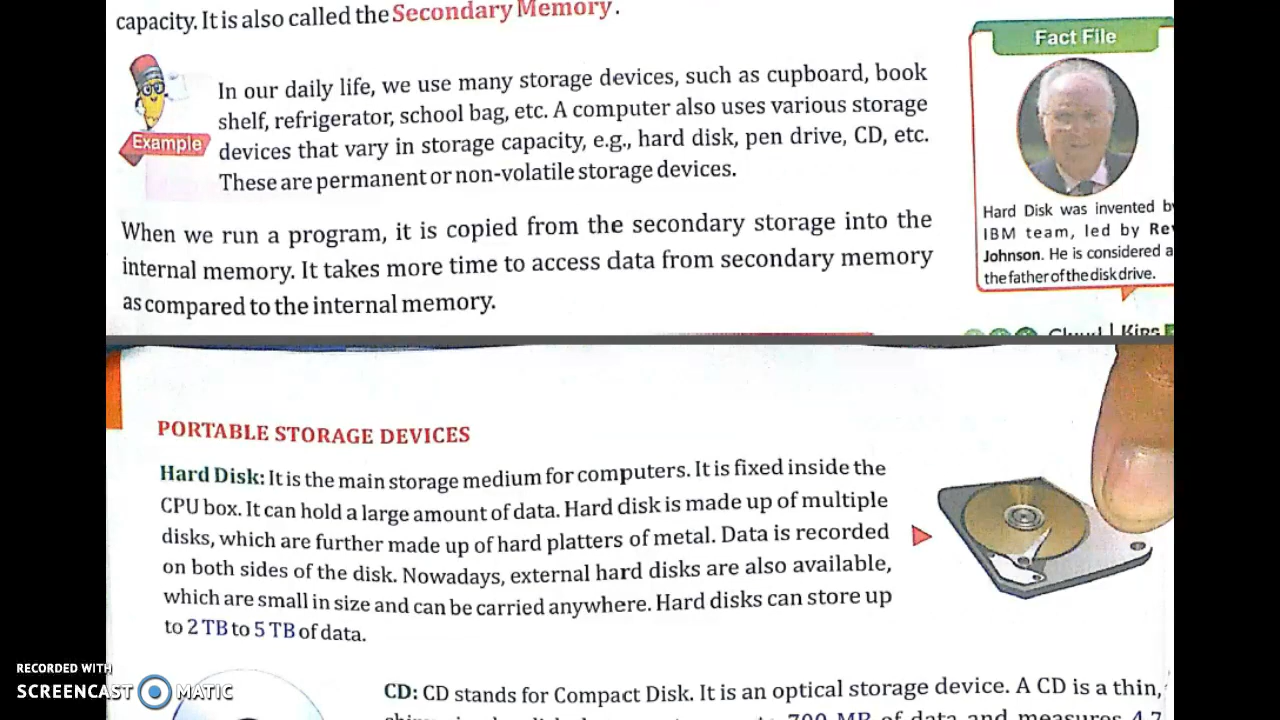 capacity. It is also called the Secondary Memory.
Fact File
In our daily life, we use many storage devices, such as cupboard, book
shelf, refrigerator, school bag, etc. A computer also uses various storage
Example
devices that vary in storage capacity, e.g., hard disk, pen drive, CD, etc.
These are permanent or non-volatile storage devices.
Hard Disk was invented by
IBM team, led by Re
Johnson. He is considered a
the father of the disk drive.
When we run a program, it is copied from the secondary storage into the
internal memory. It takes more time to access data from secondary memory
as compared to the internal memory.
Kips
PORTABLE STORAGE DEVICES
Hard Disk: It is the main storage medium for computers. It is fixed inside the
CPU box. It can hold a large amount of data. Hard disk is made up of multiple
disks, which are further made up of hard platters of metal. Data is recorded
on both sides of the disk. Nowadays, external hard disks are also available,
which are small in size and can be carried anywhere. Hard disks can store up
to 2 TB to 5 TB of data.
CD: CD stands for Compact Disk. It is an optical storage device. A CD is a thin,
700 MB of data and measures 4.7
RECORDED WITH
SCREENCAST MATIC